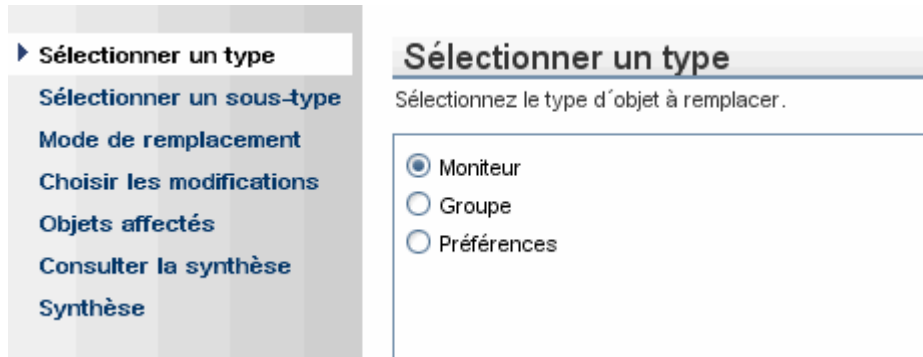 Sélectionner un type
Sélectionner un sous-type
Mode de remplacement
Choisir les modifications
Objets affectés
Consulter la synthèse
Synthèse
Sélectionner un type
Sélectionnez le type d´objet à remplacer.
Moniteur
Groupe
Préférences